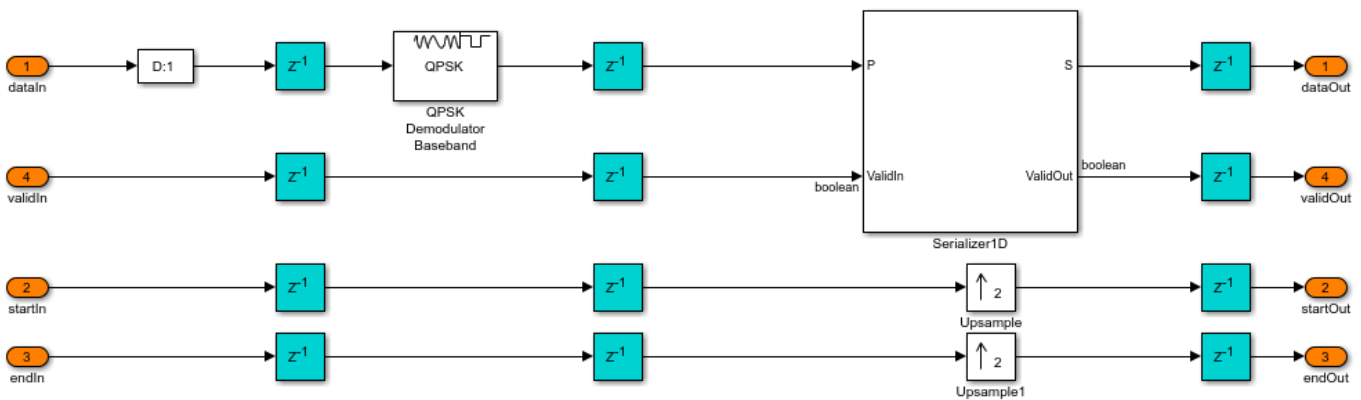 1
dataIn
D:1
Z-1
QPSK
QPSK
Demodulator
Baseband
Z-1
P
S
Z-1
1
dataOut
4
validIn
Z-1
Z-1
boolean
ValidIn
ValidOut
boolean
Z-1
4
validOut
Serializer1D
2
startIn
Z-1
Z-1
2
Upsample
Z-1
2
startOut
3
endIn
Z-1
Z-1
2
Upsample1
Z-1
3
endOut